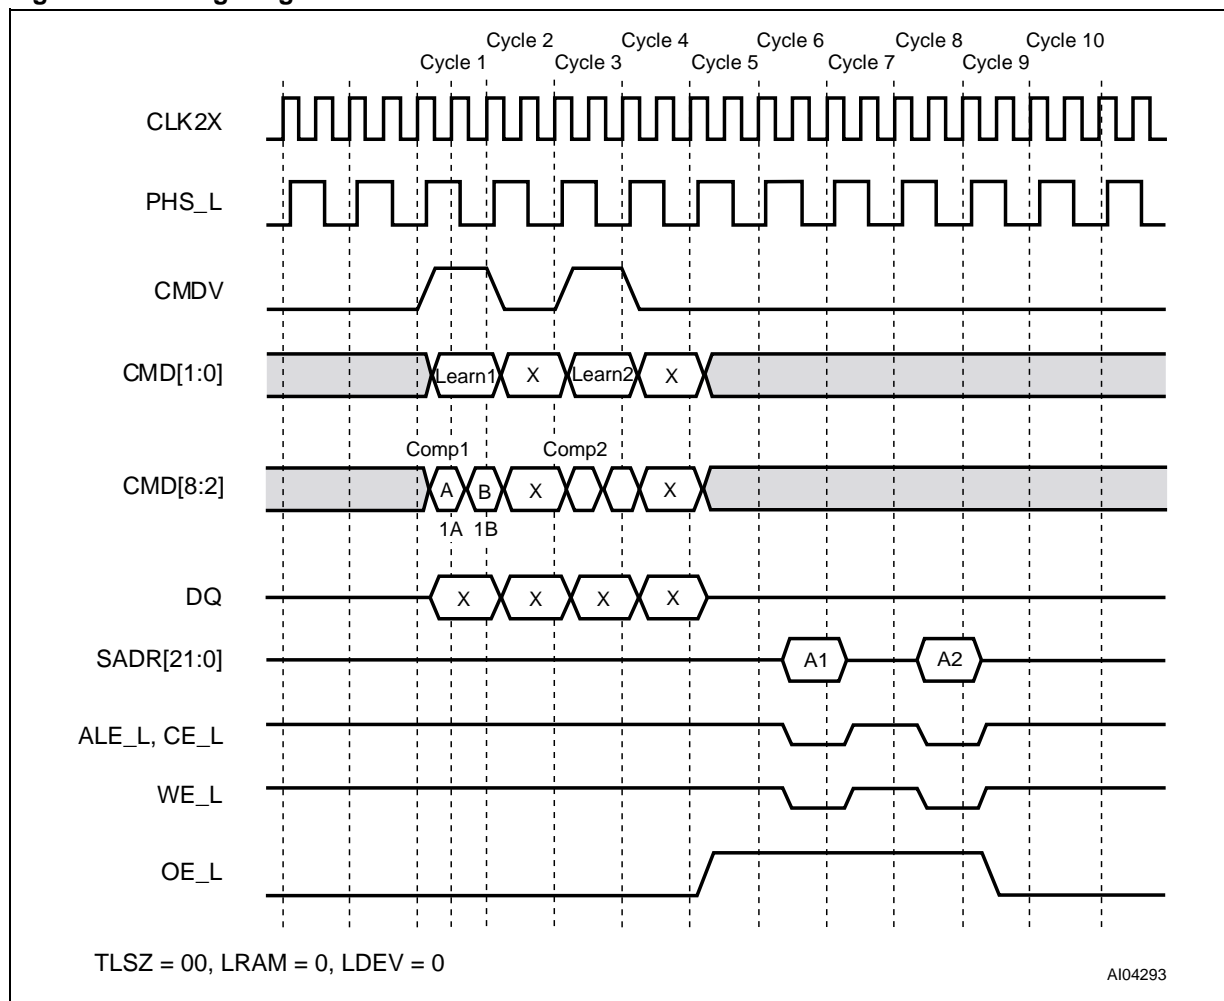 Cycle 2 Cycle 4 Cycle 6 Cycle 8 Cycle 10
Cycle 1 Cycle 3 Cycle 5 Cycle 7 Cycle 9
CLK2X
PHS_L
CMDV
CMD[1:0]
Learn1 X Learn2 X
Comp1 Comp2
CMD[8:2]
A B X X
1A 1B
DQ
X X X X
SADR[21:0]
A1 A2
ALE_L, CE_L
WE_L
OE_L
TLSZ = 00, LRAM = 0, LDEV = 0
AI04293